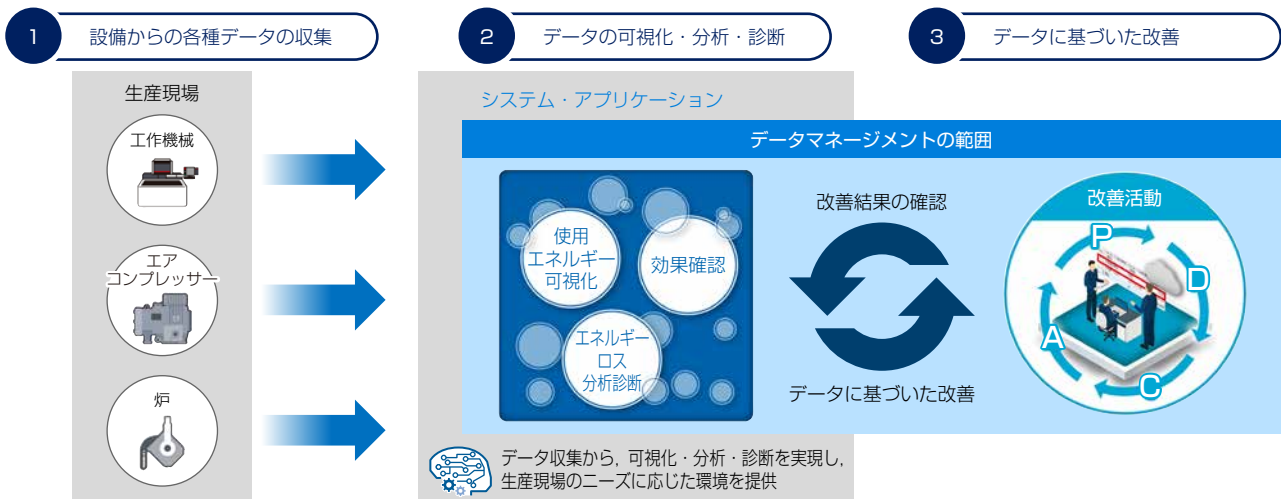 1 設備からの各種データの収集
2 データの可視化・分析・診断
3 データに基づいた改善
生産現場
工作機械
エア
コンプレッサー
炉
システム・アプリケーション
データマネージメントの範囲
使用
エネルギー
可視化
効果確認
エネルギー
ロス
分析診断
改善結果の確認
データに基づいた改善
改善活動
P
D
C
A
データ収集から，可視化・分析・診断を実現し，
生産現場のニーズに応じた環境を提供